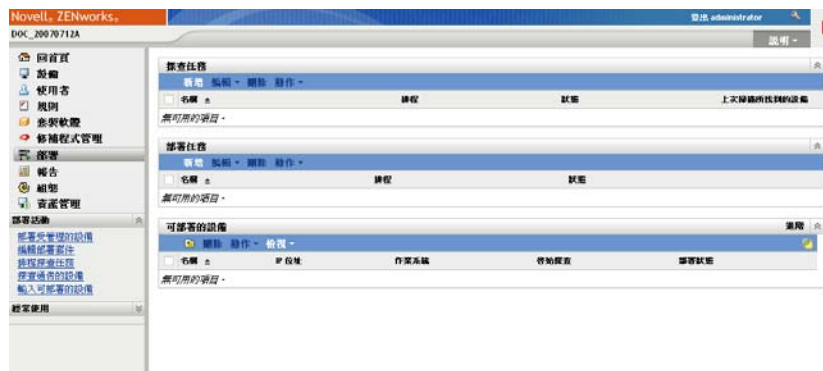 Novell® ZENworks®
登出 administrator
DOC_20070712A
說明
回首頁
設備
使用者
規則
套裝軟體
修補程式管理
部署
報告
組態
資產管理
部署活動
部署受管理的設備
編輯部署套件
排程探查任務
探查通告的設備
輸入可部署的設備
經常使用
探查任務
新增 編輯 刪除 動作
名稱 排程 狀態 上次掃描所找到的設備
無可用的項目。
部署任務
新增 編輯 刪除 動作
名稱 排程 狀態
無可用的項目。
可部署的設備 進階
刪除 動作 檢視
名稱 IP 位址 作業系統 啓始探查 部署狀態
無可用的項目。